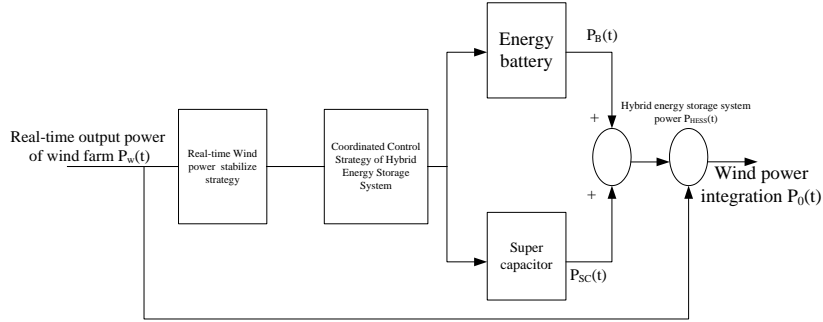 Energy
battery
P_B(t)
Hybrid energy storage system
power P_HESS(t)
+
Real-time output power
of wind farm P_w(t)
Real-time Wind
power stabilize
strategy
Coordinated Control
Strategy of Hybrid
Energy Storage
System
Wind power
integration P_0(t)
+
Super
capacitor
P_SC(t)